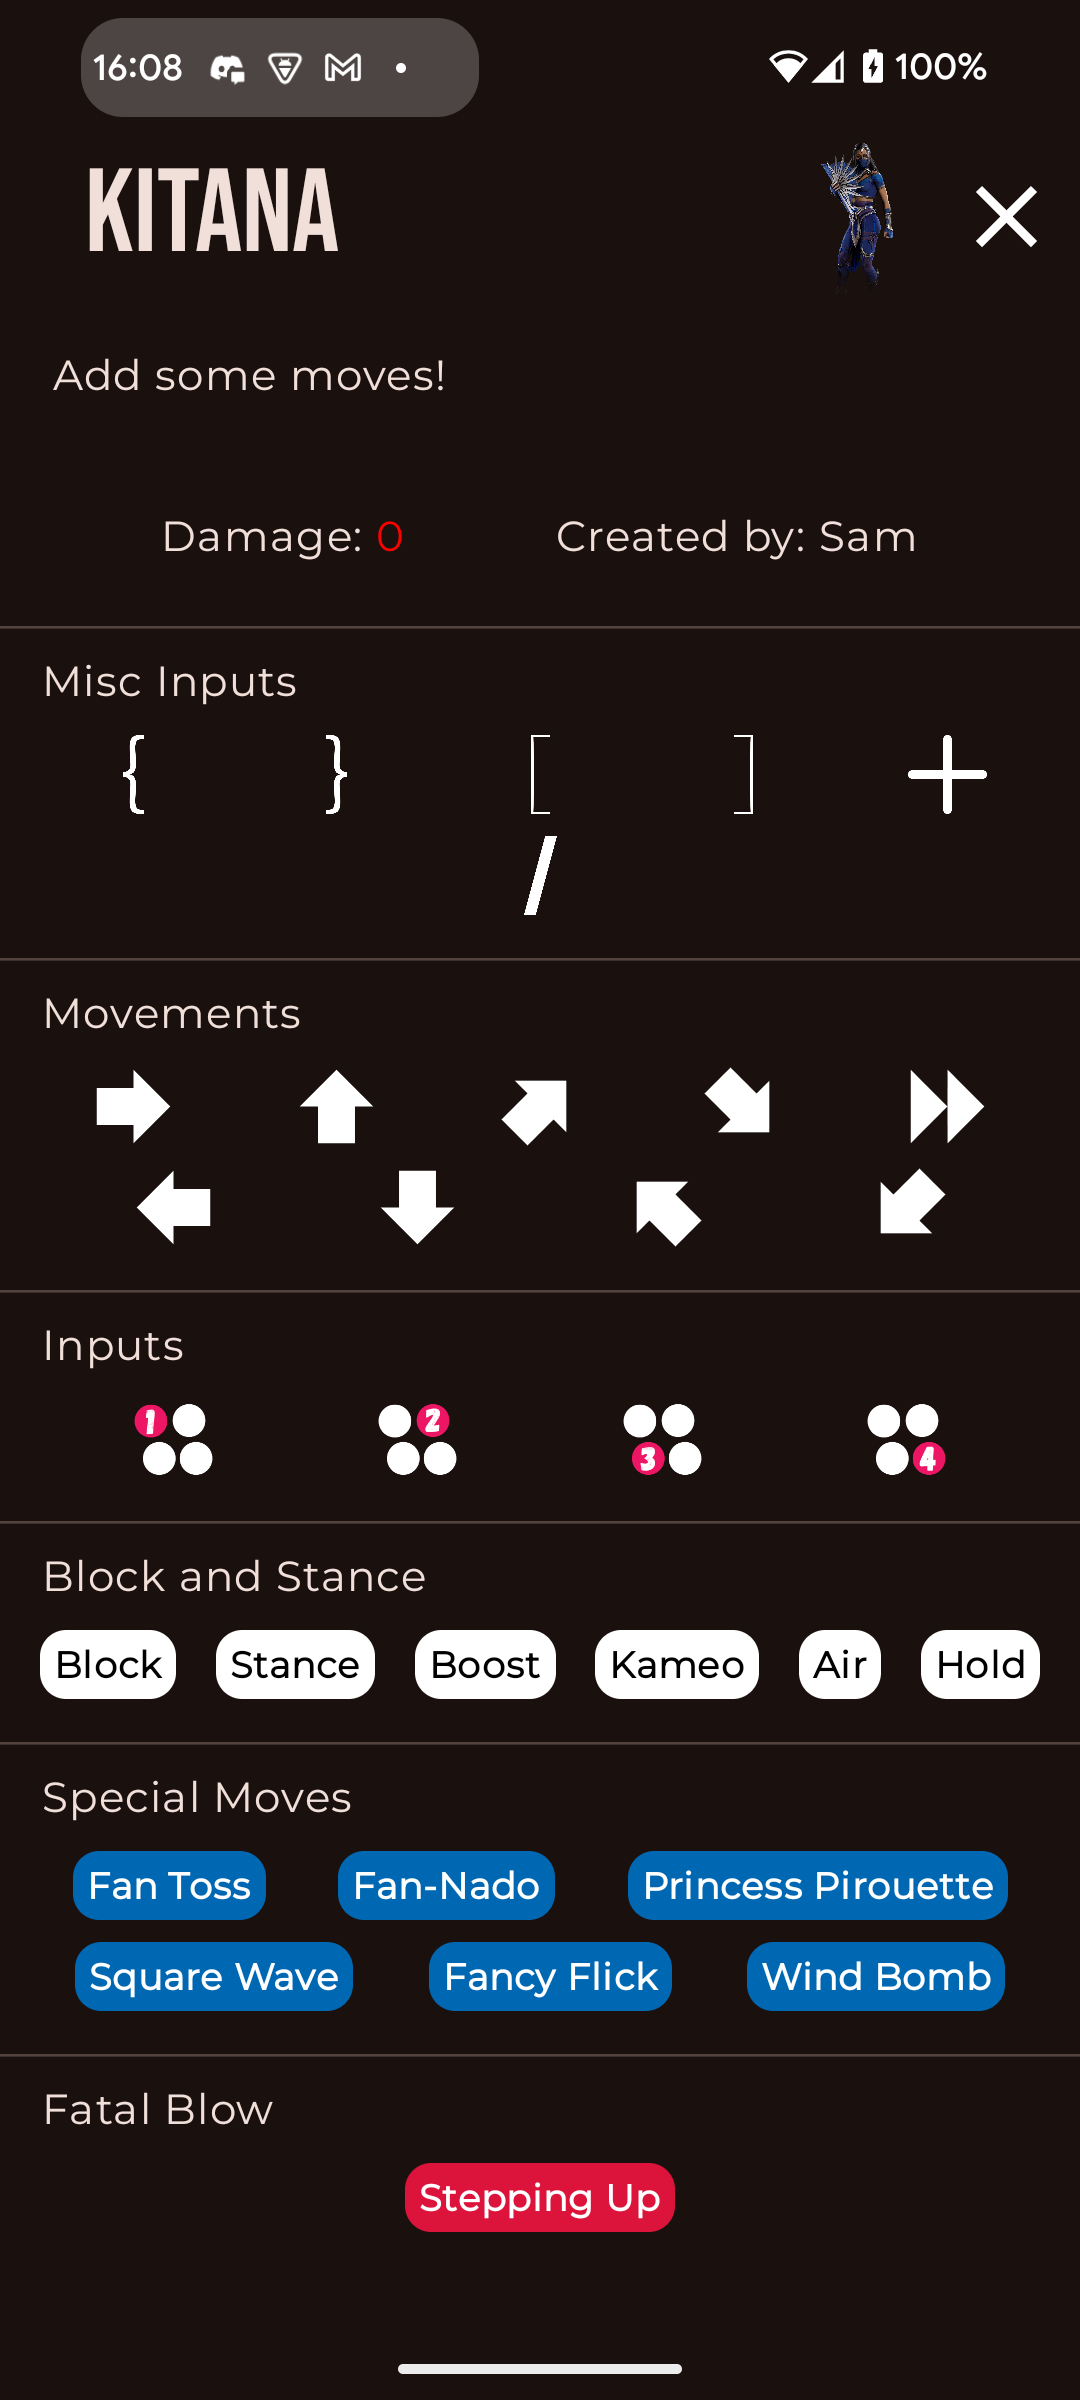 16:08 100%
KITANA
Add some moves!
Damage: 0 Created by: Sam
Misc Inputs
{ } [ ] +
/
Movements
Inputs
1 2
3 4
Block and Stance
Block Stance Boost Kameo Air Hold
Special Moves
Fan Toss Fan-Nado Princess Pirouette
Square Wave Fancy Flick Wind Bomb
Fatal Blow
Stepping Up